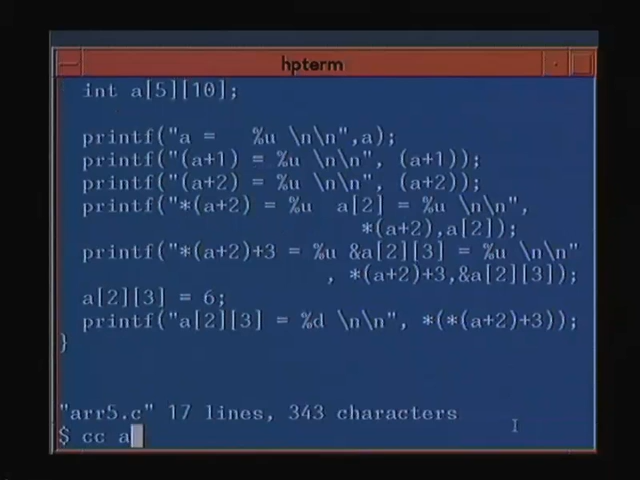 hpterm
int a[5][10];
printf("a =   %u \n\n",a);
printf("(a+1) = %u \n\n", (a+1));
printf("(a+2) = %u \n\n", (a+2));
printf("*(a+2) = %u  a[2] = %u \n\n",
*(a+2),a[2]);
printf("*(a+2)+3 = %u &a[2][3] = %u \n\n"
, *(a+2)+3,&a[2][3]);
a[2][3] = 6;
printf("a[2][3] = %d \n\n", *(*(a+2)+3));
}
"arr5.c" 17 lines, 343 characters
$ cc a